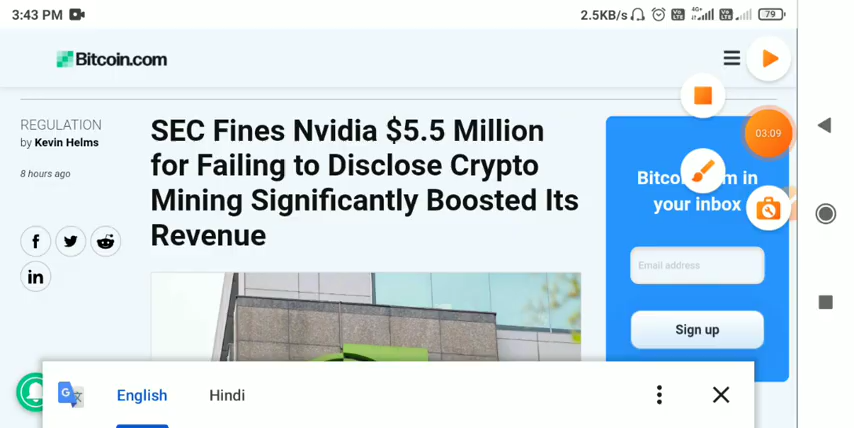 3:43 PM
2.5KB/s
4G+
79
Bitcoin.com
REGULATION
by Kevin Helms
8 hours ago
SEC Fines Nvidia $5.5 Million
for Failing to Disclose Crypto
Mining Significantly Boosted Its
Revenue
03:09
in
your inbox
Email address
Sign up
English
Hindi